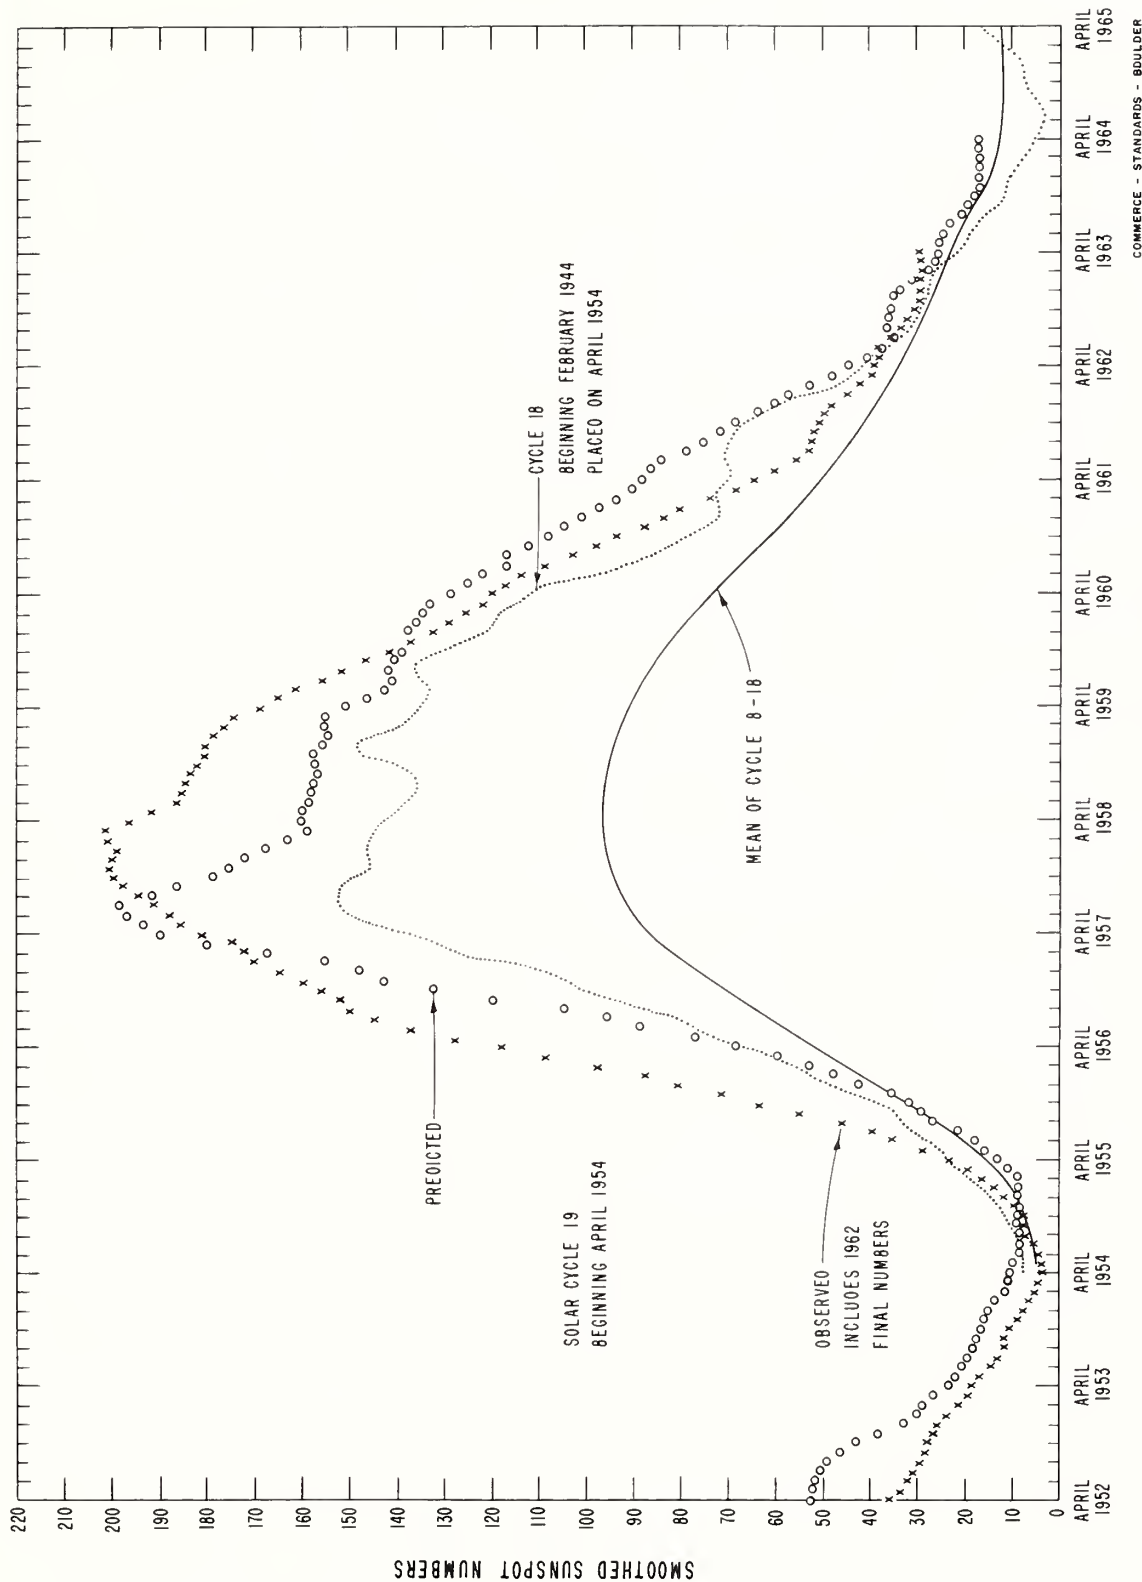 SMOOTHED SUNSPOT NUMBERS
220
210
200
190
180
170
160
150
140
130
120
110
100
90
80
70
60
50
40
30
20
10
0
PREDICTED
SOLAR CYCLE 19
BEGINNING APRIL 1954
OBSERVED
INCLUDES 1962
FINAL NUMBERS
CYCLE 18
BEGINNING FEBRUARY 1944
PLACED ON APRIL 1954
MEAN OF CYCLE 8-18
APRIL
1952
APRIL
1953
APRIL
1954
APRIL
1955
APRIL
1956
APRIL
1957
APRIL
1958
APRIL
1959
APRIL
1960
APRIL
1961
APRIL
1962
APRIL
1963
APRIL
1964
APRIL
1965
COMMERCE - STANDARDS - BOULDER